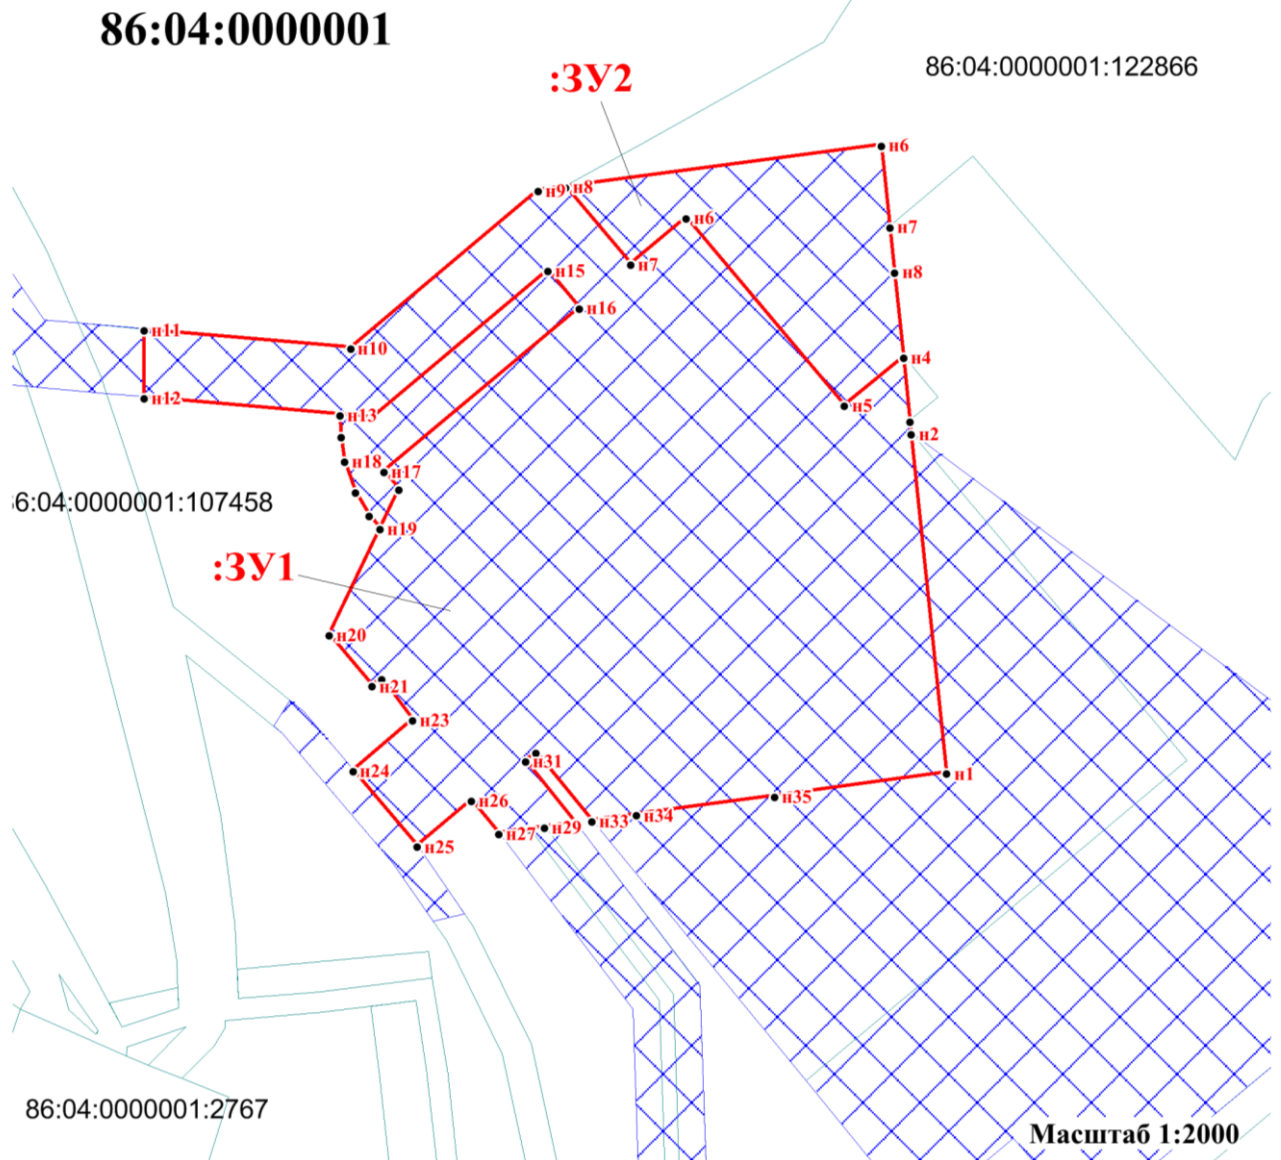 86:04:0000001
86:04:0000001:122866
:ЗУ2
н6
н9
н8
н6
н7
н7
н8
н15
н16
н11
н10
н4
н12
н13
н5
н2
н18
н17
6:04:0000001:107458
н19
:ЗУ1
н20
н21
н23
н24
н31
н1
н26
н35
н27
н29
н33
н34
н25
86:04:0000001:2767
Масштаб 1:2000